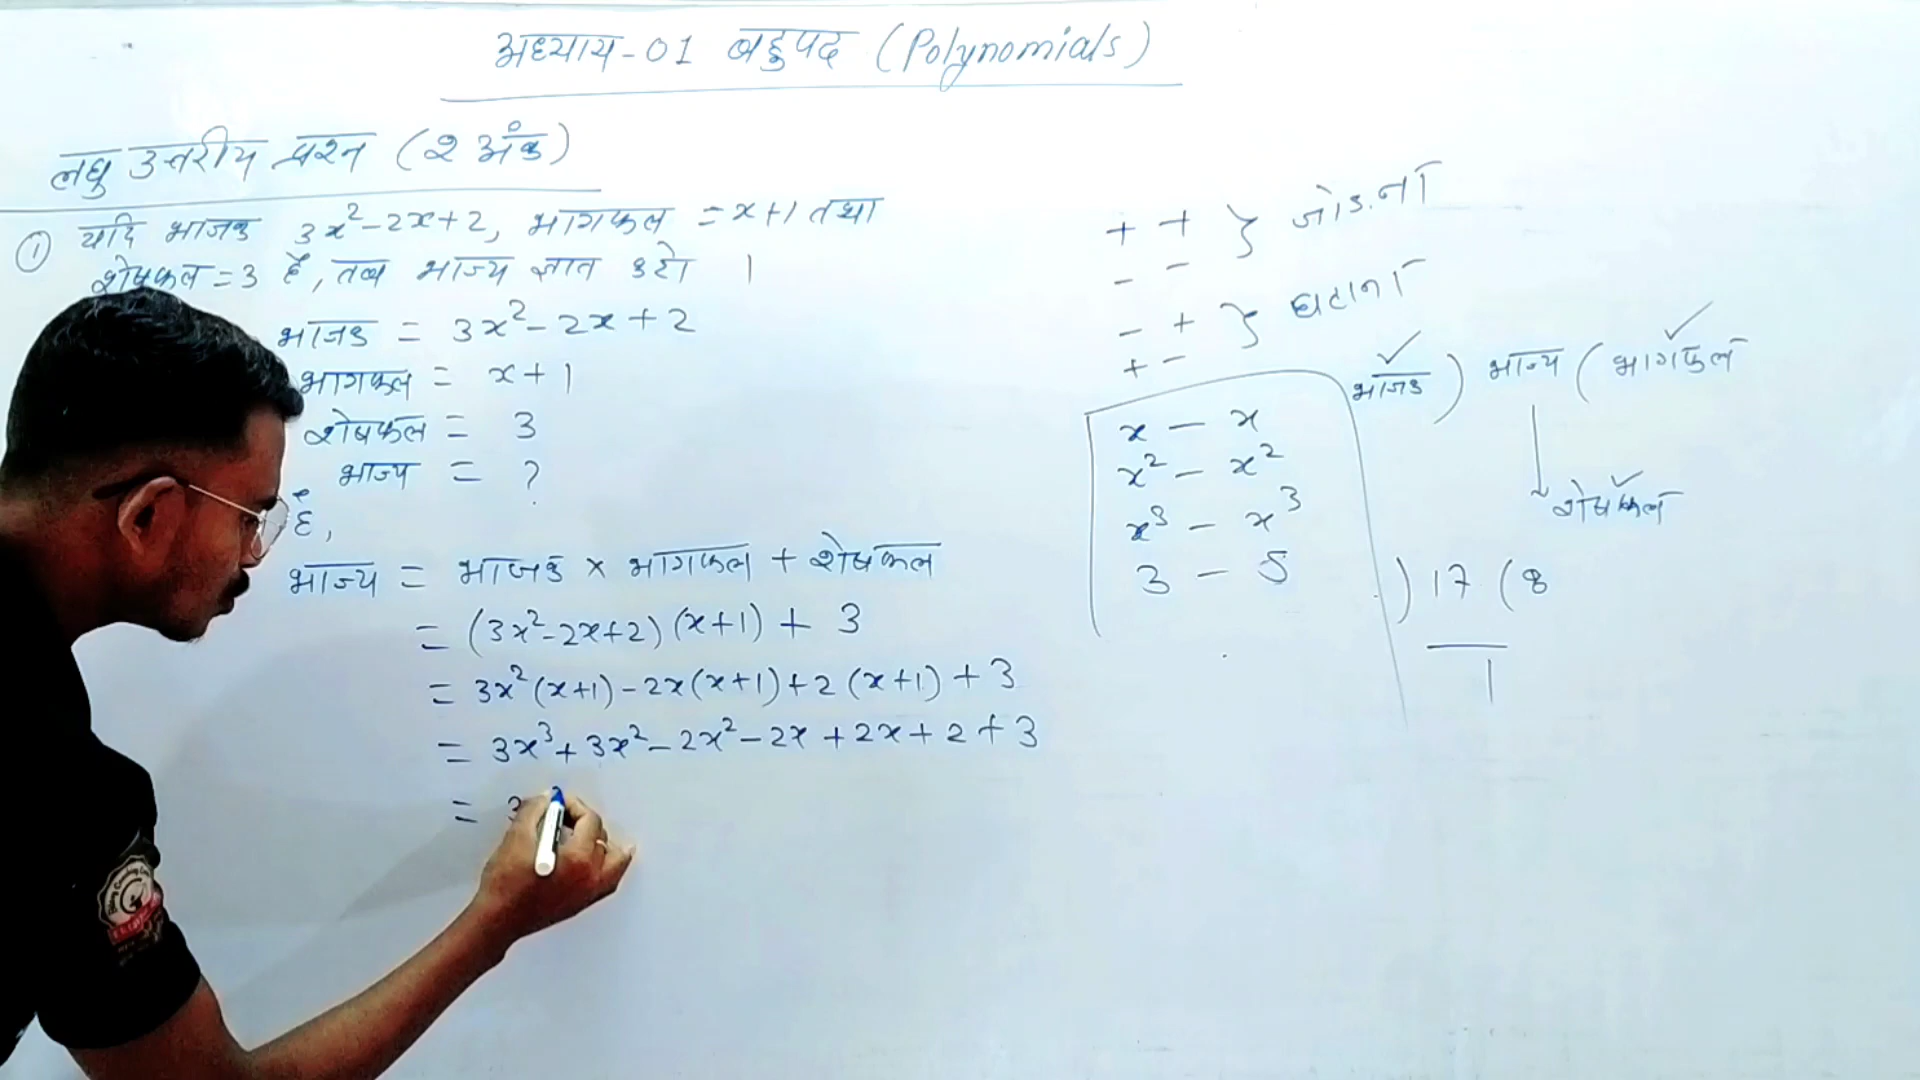 अध्याय-01 बहुपद (Polynomials)
लघु उत्तरीय प्रश्न (2 अंक)
① यदि भाजक 3x²-2x+2, भागफल = x+1 तथा
शेषफल = 3 है, तब भाज्य ज्ञात करो ।
भाजक = 3x²-2x+2
भागफल = x+1
शेषफल = 3
भाज्य = ?
है,
भाज्य = भाजक × भागफल + शेषफल
= (3x²-2x+2) (x+1) + 3
= 3x²(x+1)-2x(x+1)+2(x+1)+3
= 3x³+3x²-2x²-2x+2x+2+3
= 3
+ + } जोड़ना
- -
- + } घटाना
+ -
x - x
x² - x²
x³ - x³
3 - 5
भाजक ) भाज्य ( भागफल
शेषफल
) 17 ( 8
1